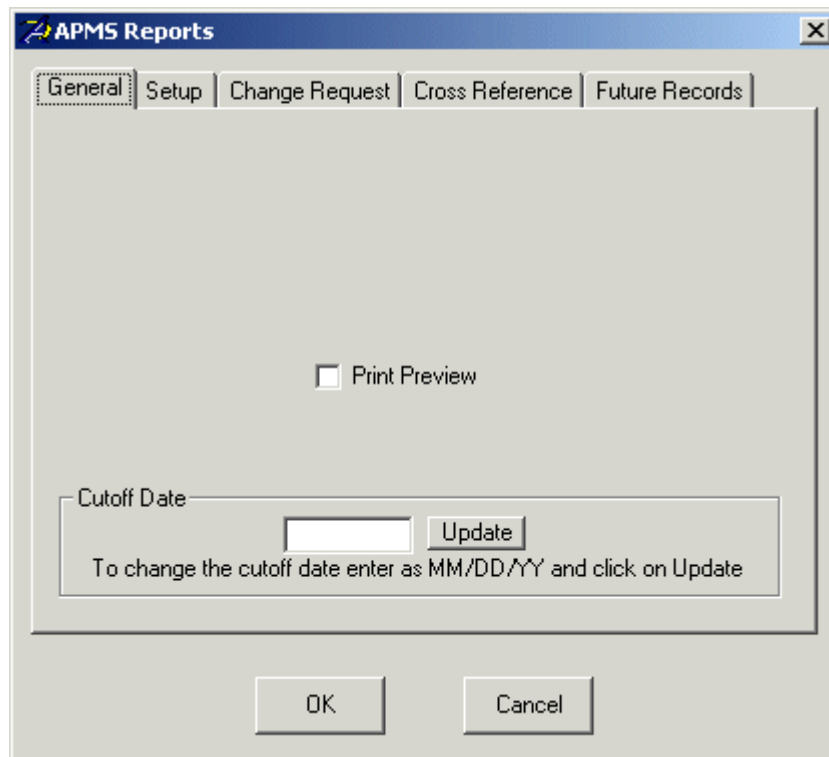 APMS Reports
General Setup Change Request Cross Reference Future Records
Print Preview
Cutoff Date
Update
To change the cutoff date enter as MM/DD/YY and click on Update
OK Cancel